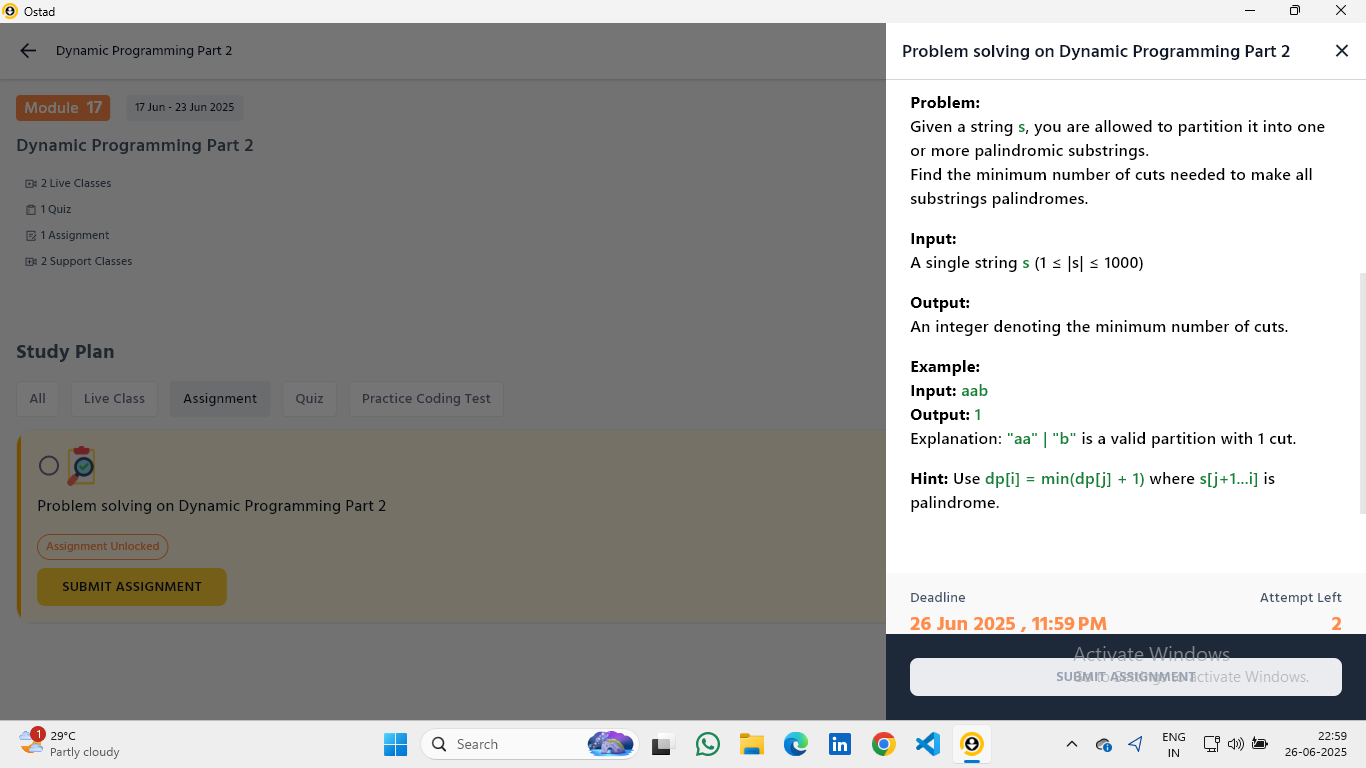 Ostad
Dynamic Programming Part 2
Module 17
17 Jun - 23 Jun 2025
Dynamic Programming Part 2
2 Live Classes
1 Quiz
1 Assignment
2 Support Classes
Study Plan
All
Live Class
Assignment
Quiz
Practice Coding Test
Problem solving on Dynamic Programming Part 2
Assignment Unlocked
SUBMIT ASSIGNMENT
Problem solving on Dynamic Programming Part 2
Problem:
Given a string s, you are allowed to partition it into one
or more palindromic substrings.
Find the minimum number of cuts needed to make all
substrings palindromes.
Input:
A single string s (1 ≤ |s| ≤ 1000)
Output:
An integer denoting the minimum number of cuts.
Example:
Input: aab
Output: 1
Explanation: "aa" | "b" is a valid partition with 1 cut.
Hint: Use dp[i] = min(dp[j] + 1) where s[j+1...i] is
palindrome.
Deadline
Attempt Left
26 Jun 2025 , 11:59 PM
2
Activate Windows
SUBMIT ASSIGNMENT
Go to Settings to activate Windows.
1
29°C
Partly cloudy
Search
ENG
IN
22:59
26-06-2025